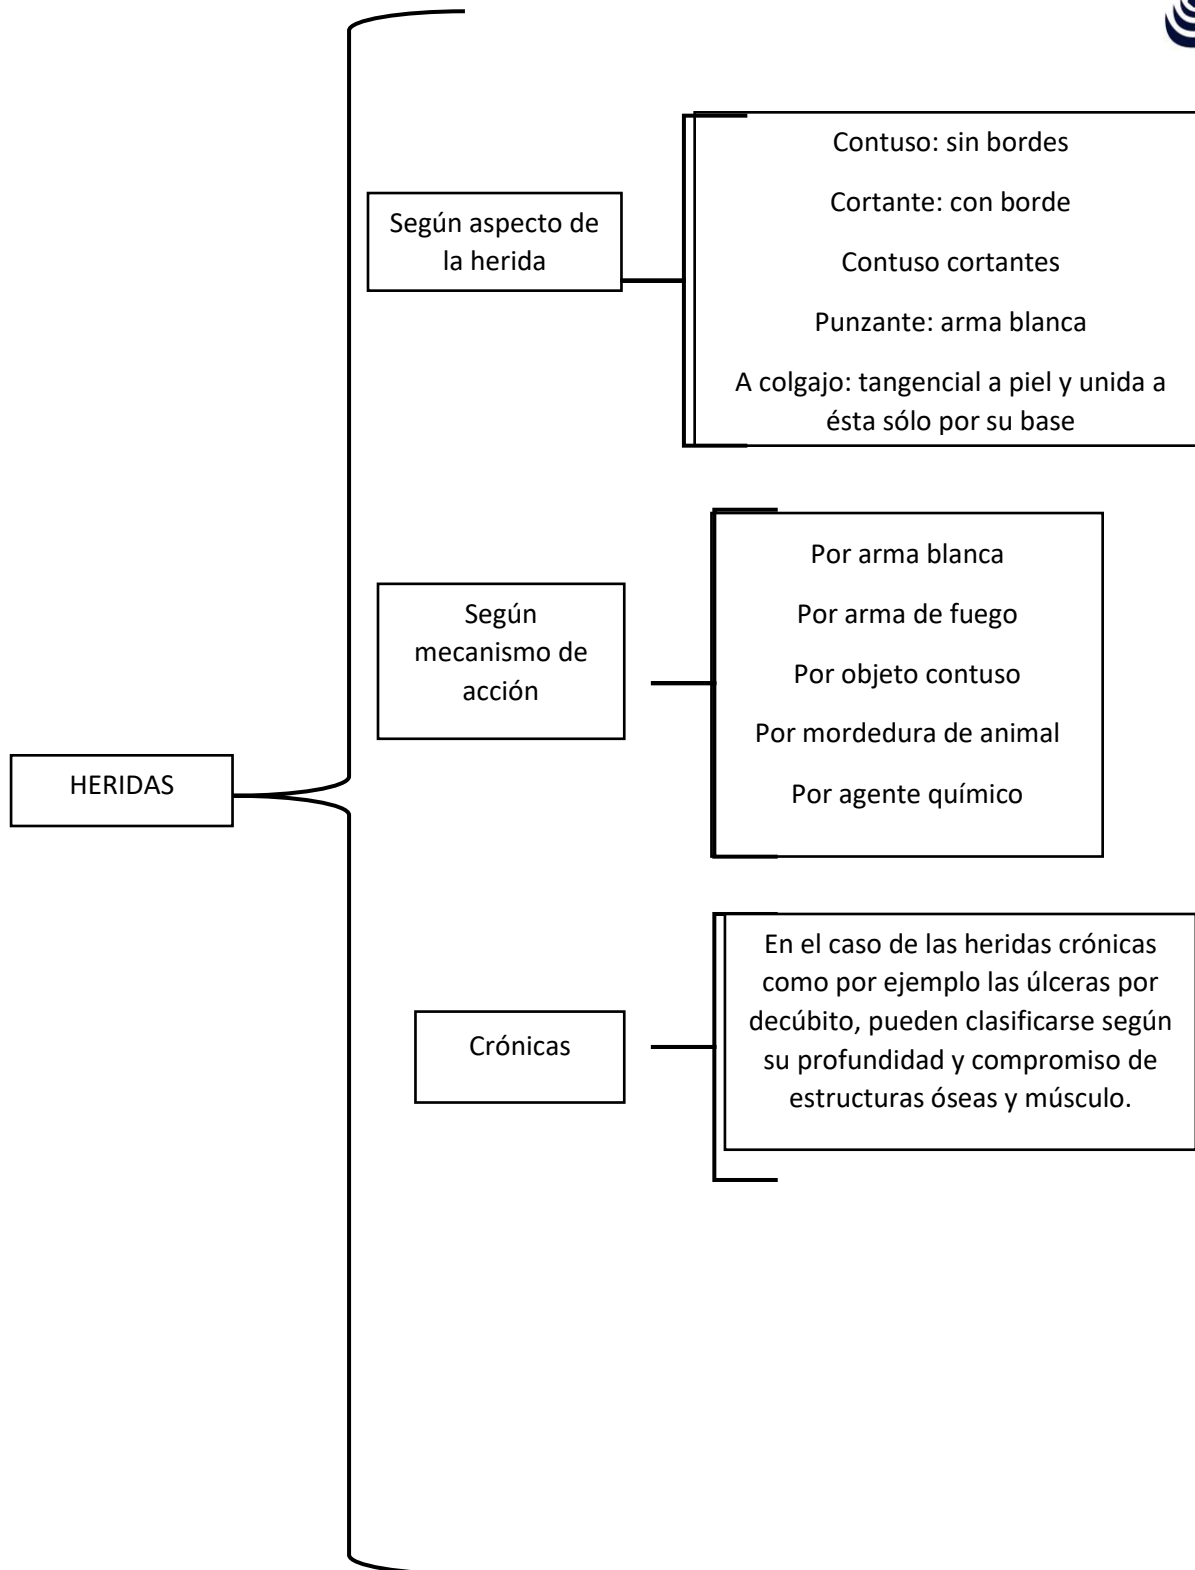 Contuso: sin bordes
Cortante: con borde
Según aspecto de
la herida
Contuso cortantes
Punzante: arma blanca
A colgajo: tangencial a piel y unida a
ésta sólo por su base
Por arma blanca
Según
mecanismo de
acción
Por arma de fuego
Por objeto contuso
Por mordedura de animal
Por agente químico
HERIDAS
En el caso de las heridas crónicas
como por ejemplo las úlceras por
decúbito, pueden clasificarse según
su profundidad y compromiso de
estructuras óseas y músculo.
Crónicas